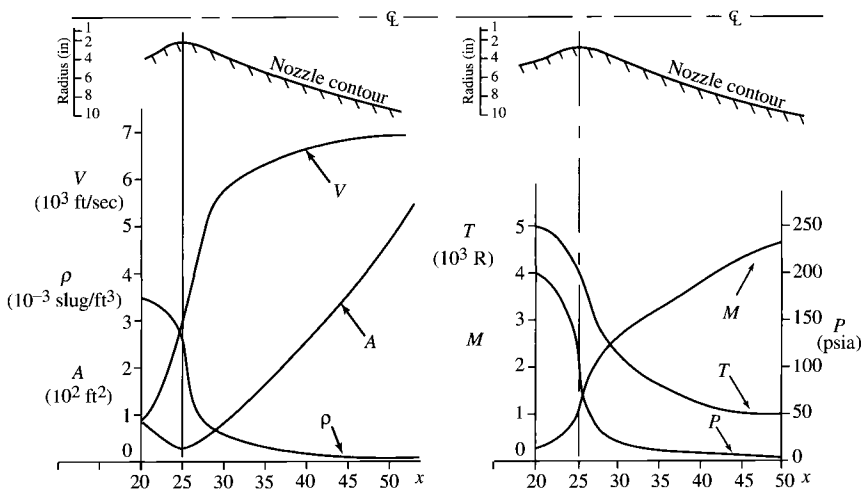 ℄
℄
Radius (in)
1
2
4
6
8
10
Nozzle contour
Radius (in)
1
2
4
6
8
10
Nozzle contour
7
6
5
4
3
2
1
0
V
(10³ ft/sec)
ρ
(10⁻³ slug/ft³)
A
(10² ft²)
V
A
ρ
20 25 30 35 40 45 50 x
5
4
3
2
1
0
T
(10³ R)
M
M
T
P
250
200
150
100
50
0
P
(psia)
20 25 30 35 40 45 50
x